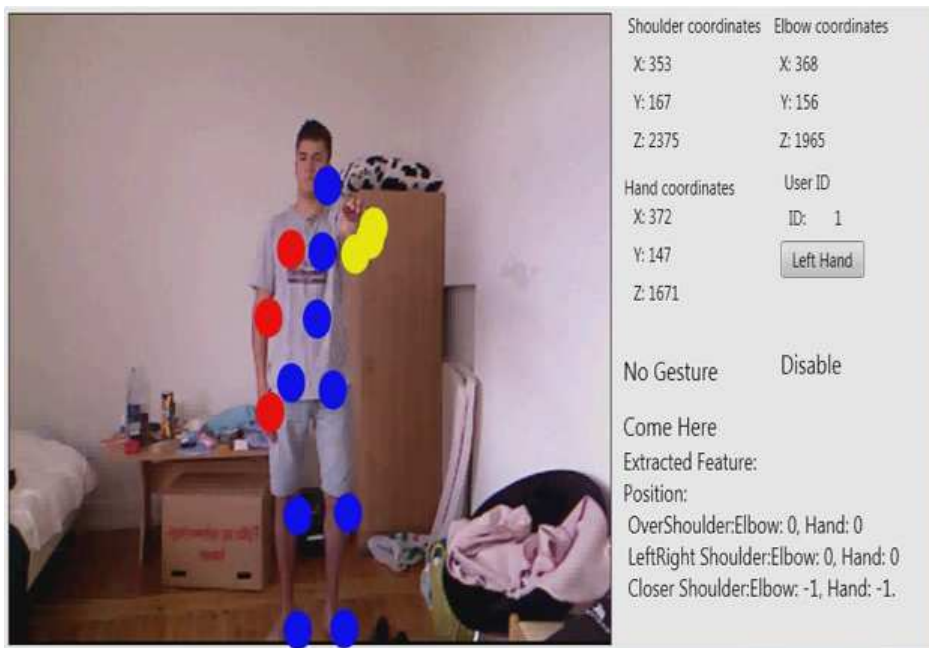 Shoulder coordinates Elbow coordinates
X: 353 X: 368
Y: 167 Y: 156
Z: 2375 Z: 1965
Hand coordinates User ID
X: 372 ID: 1
Y: 147 Left Hand
Z: 1671
No Gesture Disable
Come Here
Extracted Feature:
Position:
OverShoulder:Elbow: 0, Hand: 0
LeftRight Shoulder:Elbow: 0, Hand: 0
Closer Shoulder:Elbow: -1, Hand: -1.